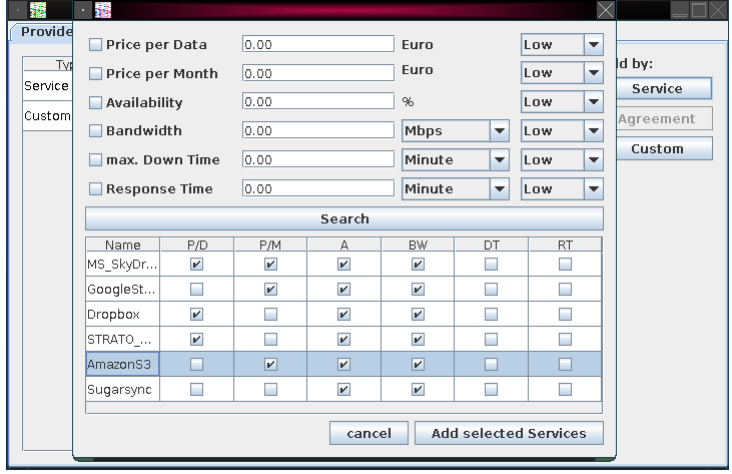 Provide
Typ
Service
Custom
Price per Data 0.00 Euro Low
Price per Month 0.00 Euro Low
Availability 0.00 % Low
Bandwidth 0.00 Mbps Low
max. Down Time 0.00 Minute Low
Response Time 0.00 Minute Low
Search
Name P/D P/M A BW DT RT
MS_SkyDr...
GoogleSt...
Dropbox
STRATO_...
AmazonS3
Sugarsync
cancel Add selected Services
d by:
Service
Agreement
Custom